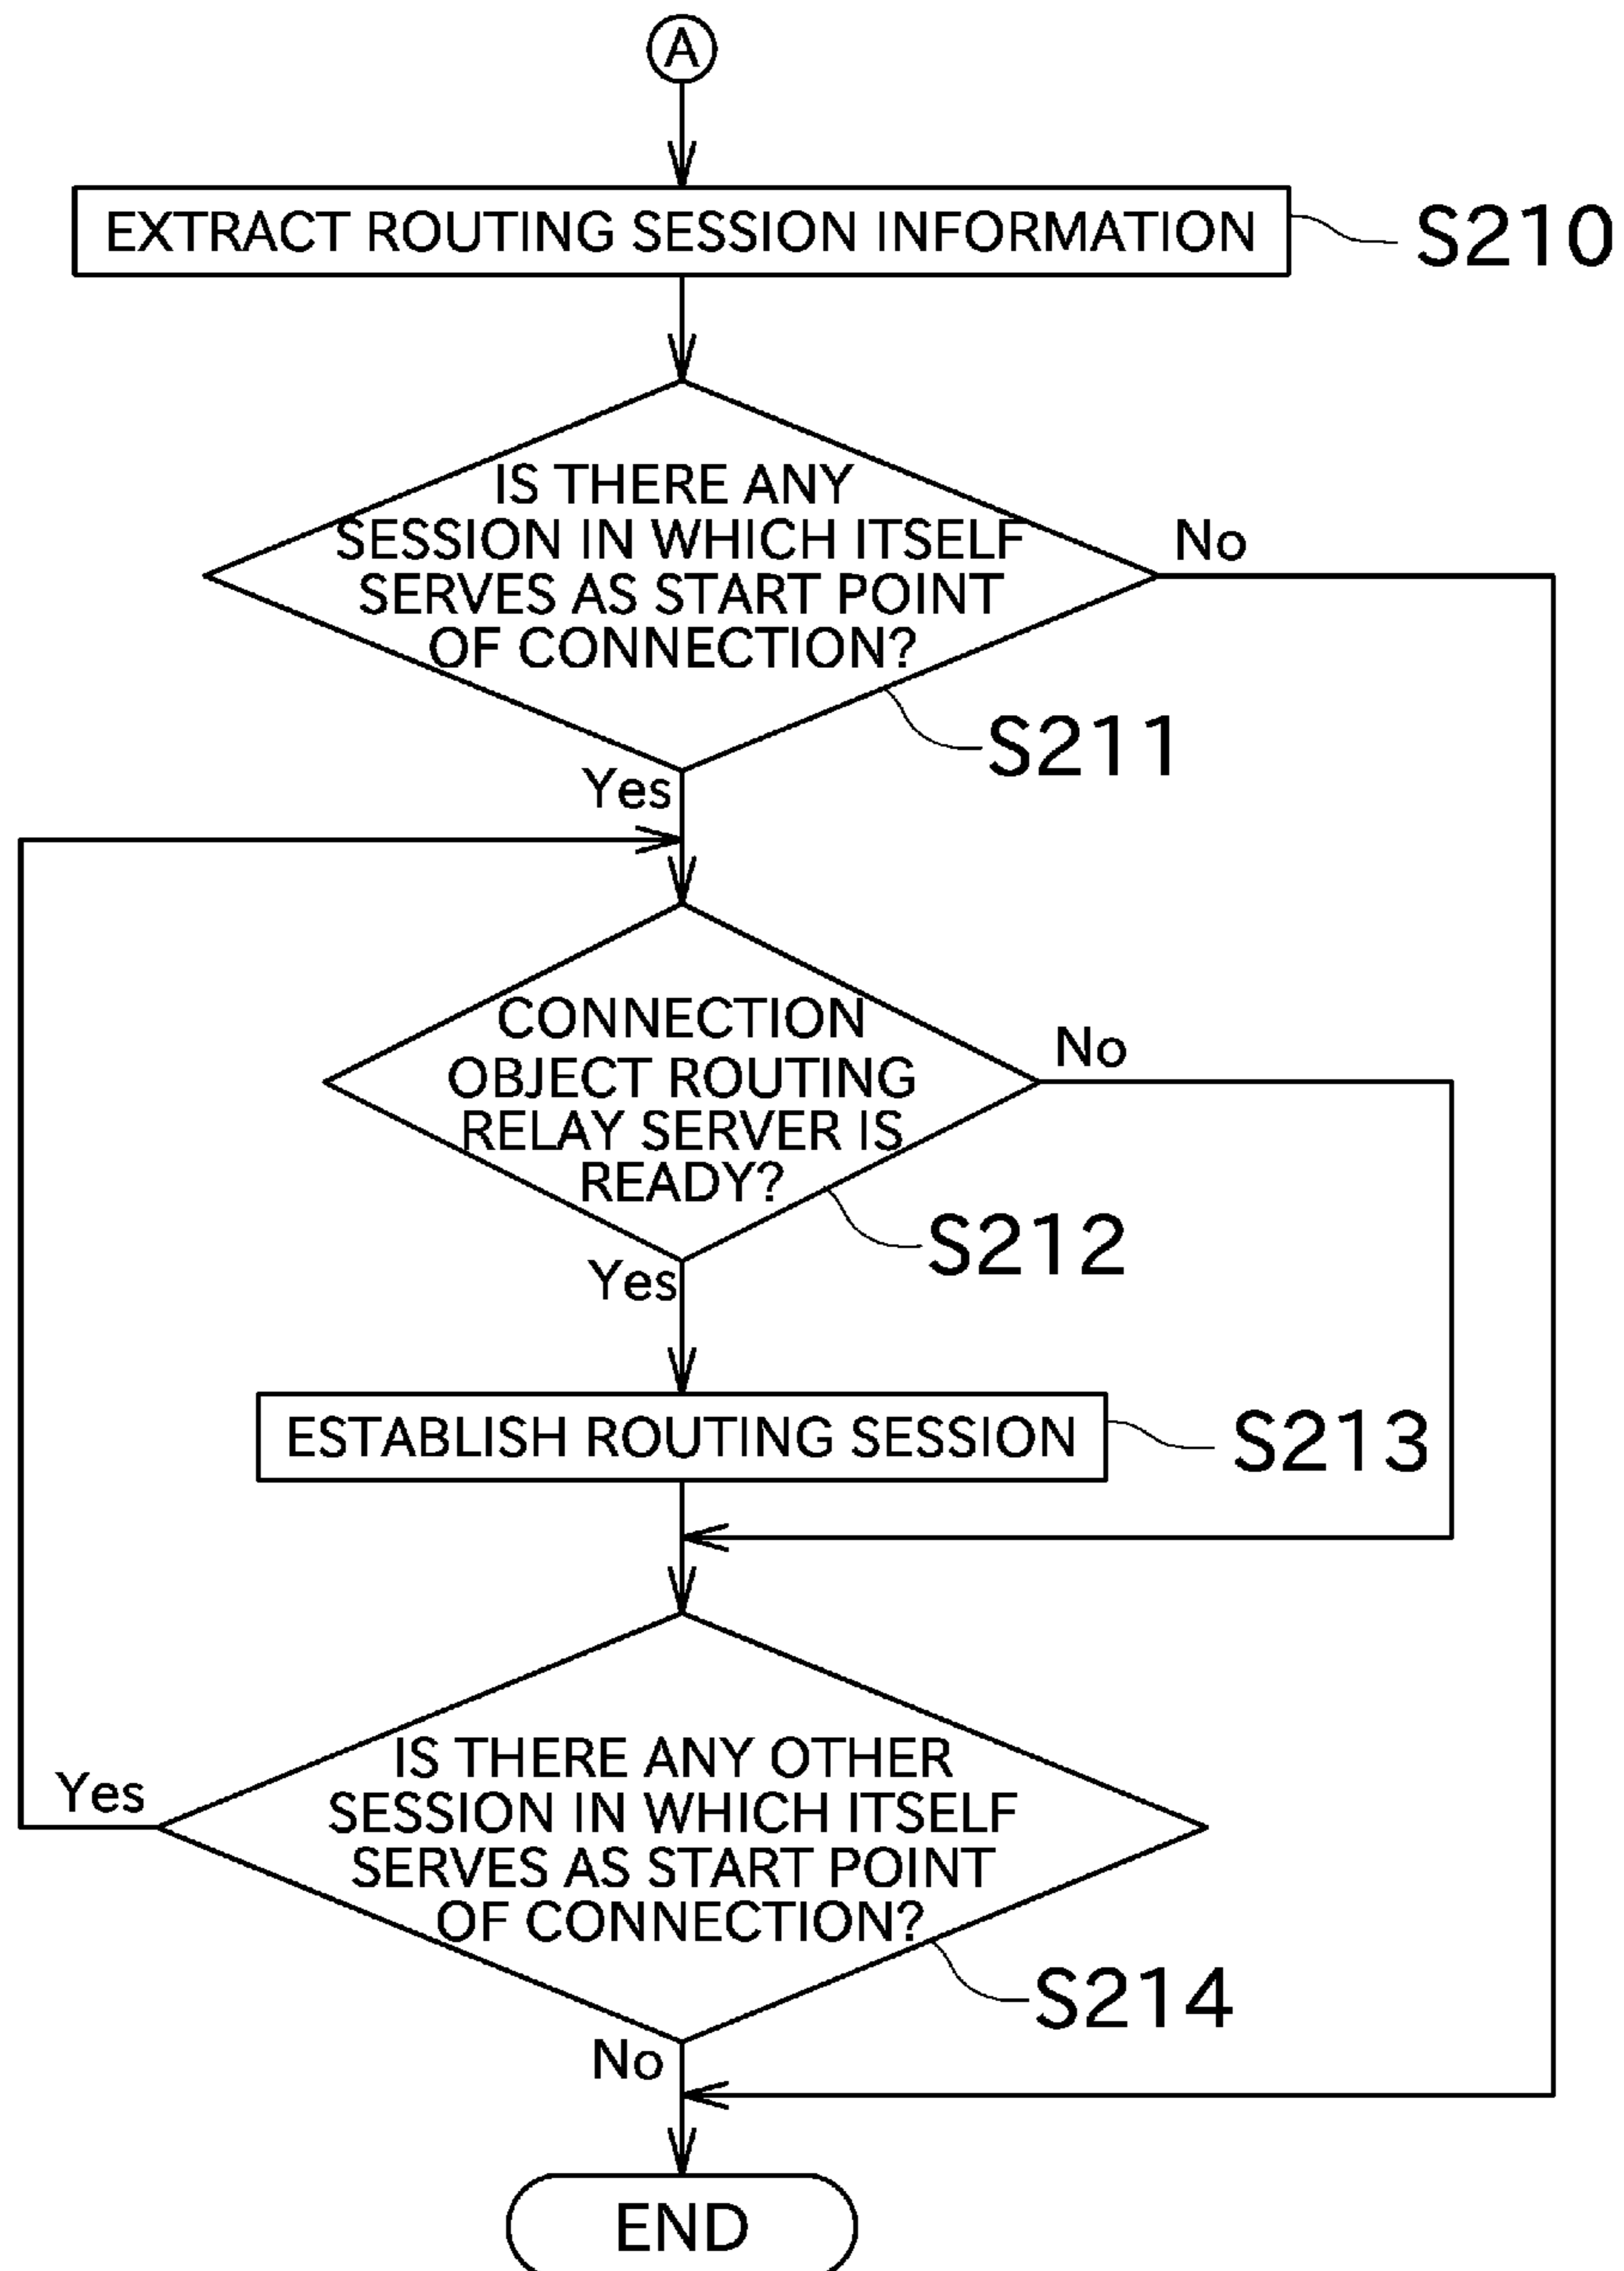 A
EXTRACT ROUTING SESSION INFORMATION
S210
IS THERE ANY
SESSION IN WHICH ITSELF
SERVES AS START POINT
OF CONNECTION?
No
S211
Yes
CONNECTION
OBJECT ROUTING
RELAY SERVER IS
READY?
No
S212
Yes
ESTABLISH ROUTING SESSION
S213
IS THERE ANY OTHER
SESSION IN WHICH ITSELF
SERVES AS START POINT
OF CONNECTION?
Yes
S214
No
END